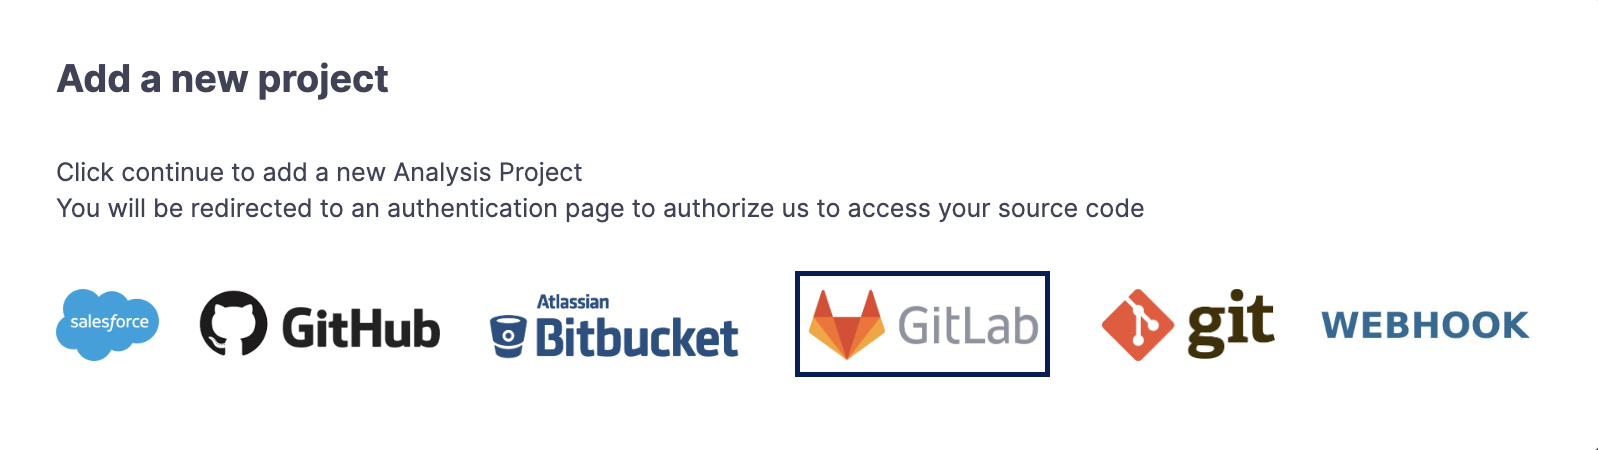 Add a new project
Click continue to add a new Analysis Project
You will be redirected to an authentication page to authorize us to access your source code
salesforce
GitHub
Atlassian
Bitbucket
GitLab
git
WEBHOOK